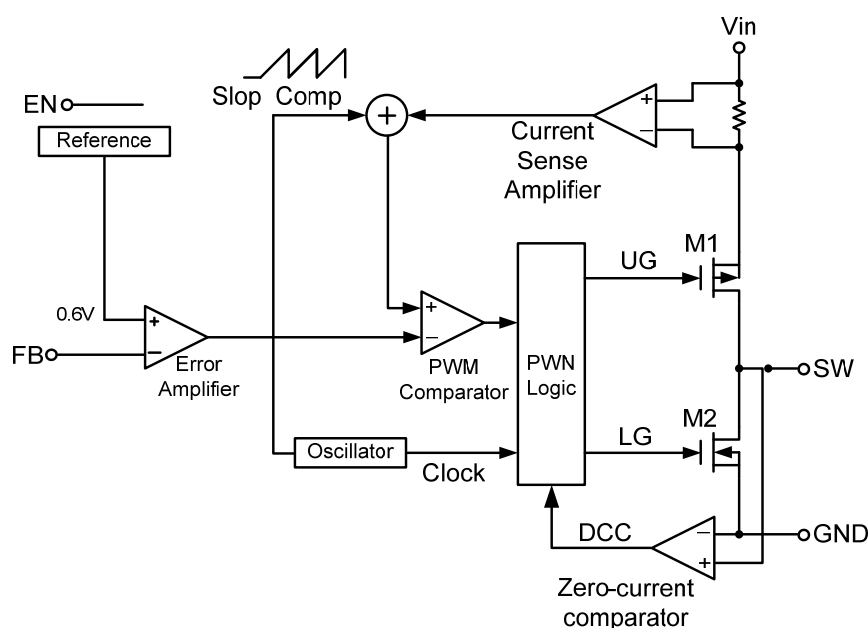 Vin
Slop Comp
EN
Reference
+
+
−
Current
Sense
Amplifier
M1
UG
0.6V
+
−
FB
Error
Amplifier
+
−
PWM
Comparator
PWN
Logic
SW
M2
LG
Oscillator
Clock
DCC
−
+
GND
Zero-current
comparator